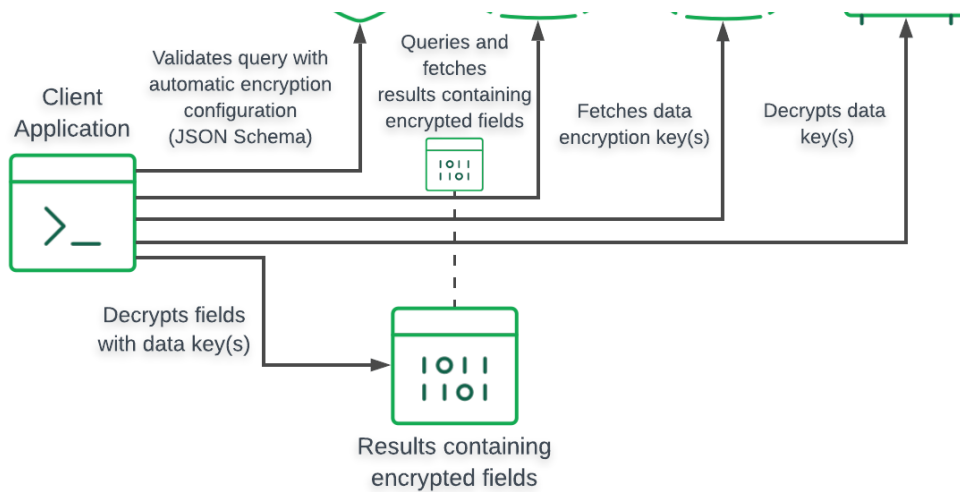 Client
Application
Validates query with
automatic encryption
configuration
(JSON Schema)
Queries and
fetches
results containing
encrypted fields
1011
1101
Fetches data
encryption key(s)
Decrypts data
key(s)
>_
Decrypts fields
with data key(s)
1011
1101
Results containing
encrypted fields